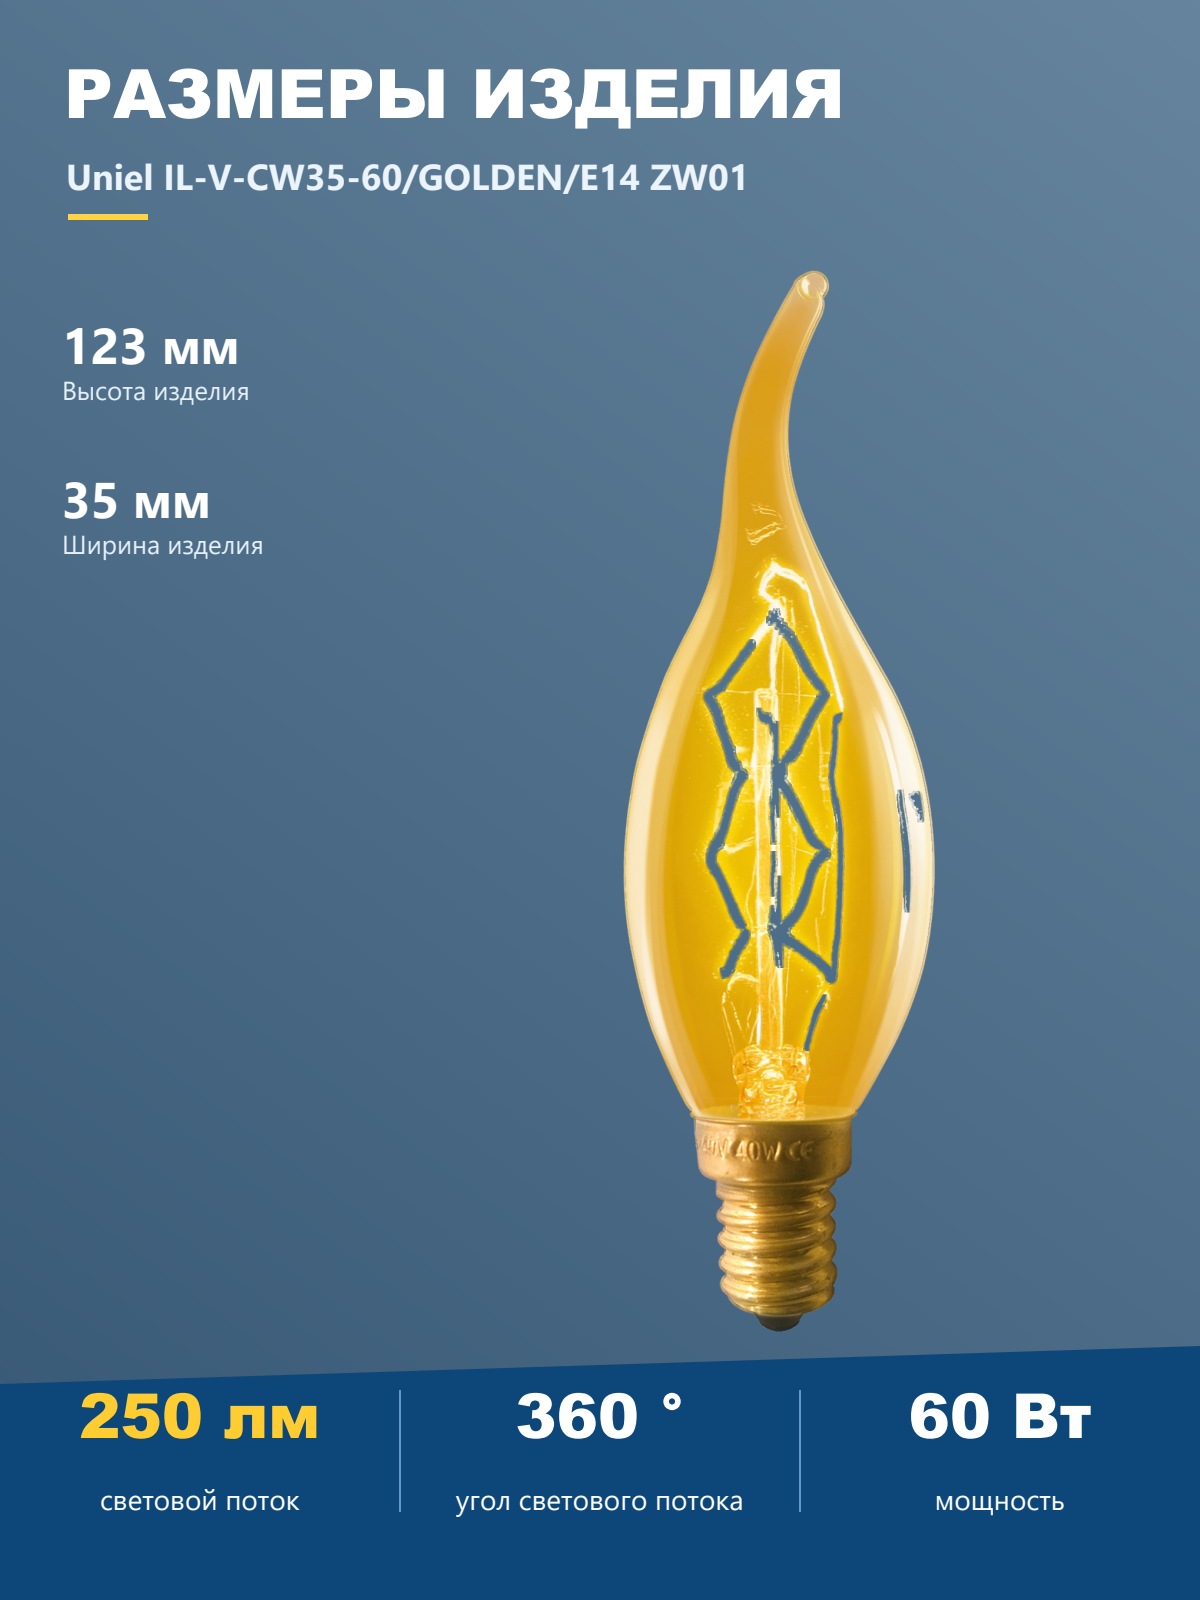 РАЗМЕРЫ ИЗДЕЛИЯ
Uniel IL-V-CW35-60/GOLDEN/E14 ZW01
123 мм
Высота изделия
35 мм
Ширина изделия
40W CE
250 лм
световой поток
360 °
угол светового потока
60 Вт
мощность